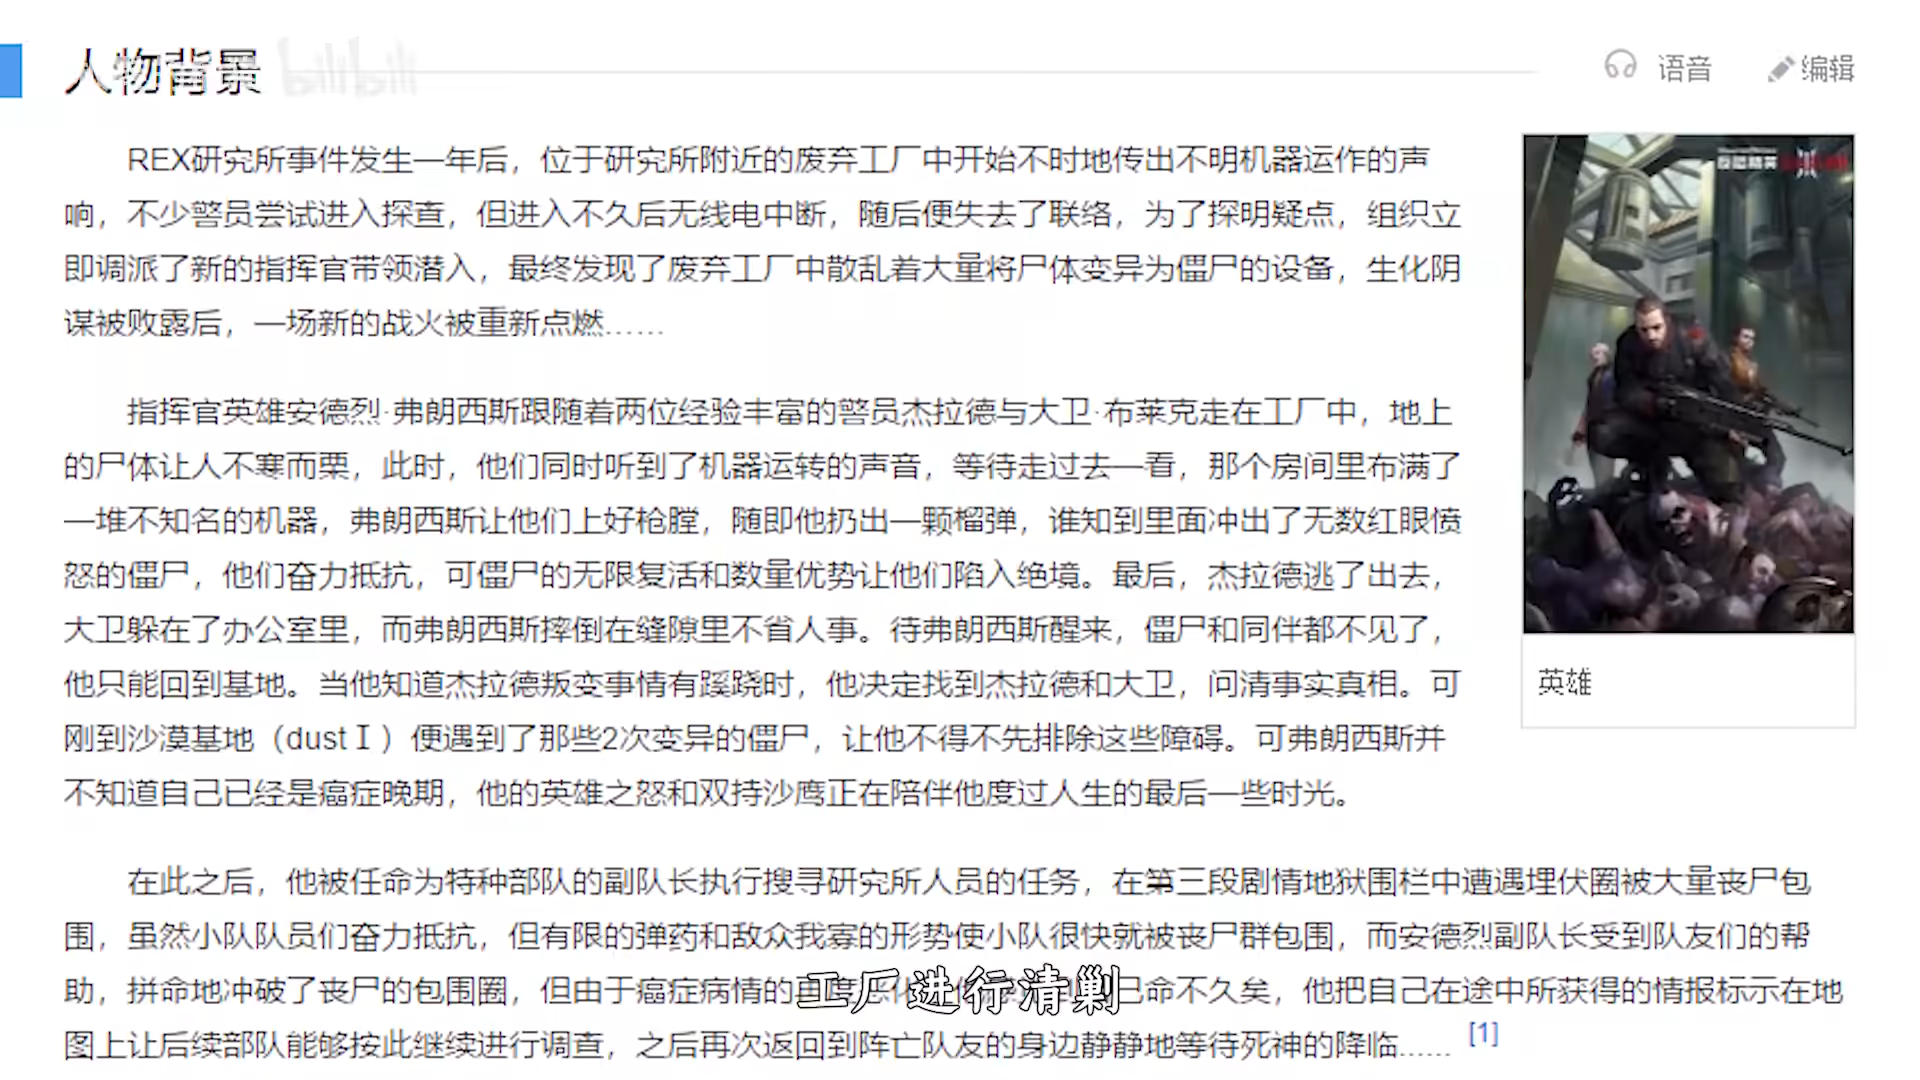 人物背景
bilibili
语音
编辑
REX研究所事件发生一年后，位于研究所附近的废弃工厂中开始不时地传出不明机器运作的声
响，不少警员尝试进入探查，但进入不久后无线电中断，随后便失去了联络，为了探明疑点，组织立
即调派了新的指挥官带领潜入，最终发现了废弃工厂中散乱着大量将尸体变异为僵尸的设备，生化阴
谋被败露后，一场新的战火被重新点燃……
指挥官英雄安德烈·弗朗西斯跟随着两位经验丰富的警员杰拉德与大卫·布莱克走在工厂中，地上
的尸体让人不寒而栗，此时，他们同时听到了机器运转的声音，等待走过去一看，那个房间里布满了
一堆不知名的机器，弗朗西斯让他们上好枪膛，随即他扔出一颗榴弹，谁知到里面冲出了无数红眼愤
怒的僵尸，他们奋力抵抗，可僵尸的无限复活和数量优势让他们陷入绝境。最后，杰拉德逃了出去，
大卫躲在了办公室里，而弗朗西斯摔倒在缝隙里不省人事。待弗朗西斯醒来，僵尸和同伴都不见了，
他只能回到基地。当他知道杰拉德叛变事情有蹊跷时，他决定找到杰拉德和大卫，问清事实真相。可
刚到沙漠基地（dustⅠ）便遇到了那些2次变异的僵尸，让他不得不先排除这些障碍。可弗朗西斯并
不知道自己已经是癌症晚期，他的英雄之怒和双持沙鹰正在陪伴他度过人生的最后一些时光。
反恐精英
英雄
在此之后，他被任命为特种部队的副队长执行搜寻研究所人员的任务，在第三段剧情地狱围栏中遭遇埋伏圈被大量丧尸包
围，虽然小队队员们奋力抵抗，但有限的弹药和敌众我寡的形势使小队很快就被丧尸群包围，而安德烈副队长受到队友们的帮
助，拼命地冲破了丧尸的包围圈，但由于癌症病情的己命不久矣，他把自己在途中所获得的情报标示在地
工厂进行清剿
图上让后续部队能够按此继续进行调查，之后再次返回到阵亡队友的身边静静地等待死神的降临…… [1]